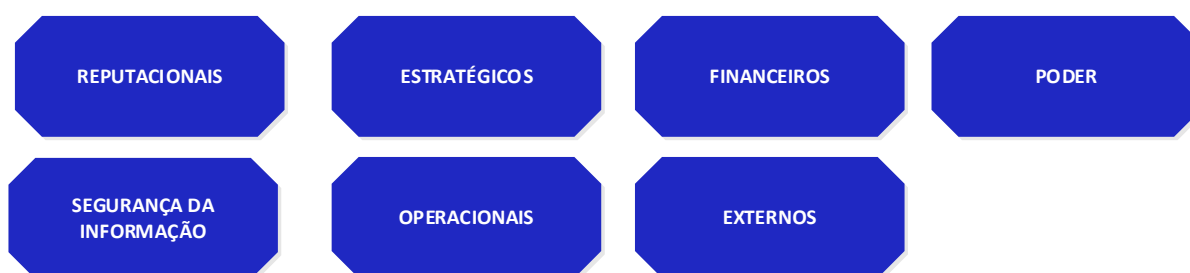 REPUTACIONAIS
ESTRATÉGICOS
FINANCEIROS
PODER
SEGURANÇA DA
INFORMAÇÃO
OPERACIONAIS
EXTERNOS